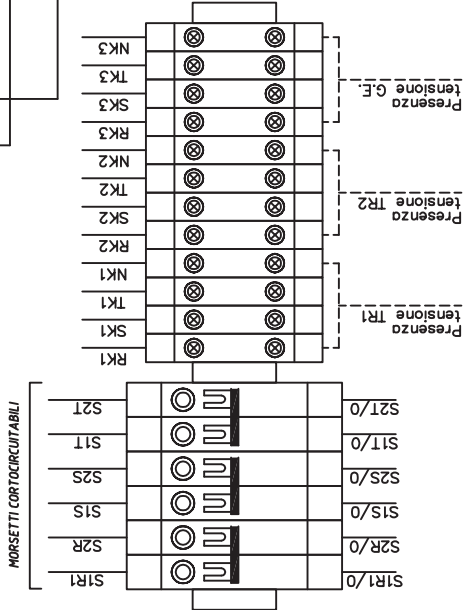 S1R1/0
S2R/0
S1S/0
S2S/0
S1T/0
S2T/0
S1R1
S2R
S1S
S2S
S1T
S2T
MORSETTI CORTOCIRCUITABILI
Presenza
tensione TR1
Presenza
tensione TR2
Presenza
tensione G.E.
RK1
SK1
TK1
NK1
RK2
SK2
TK2
NK2
RK3
SK3
TK3
NK3